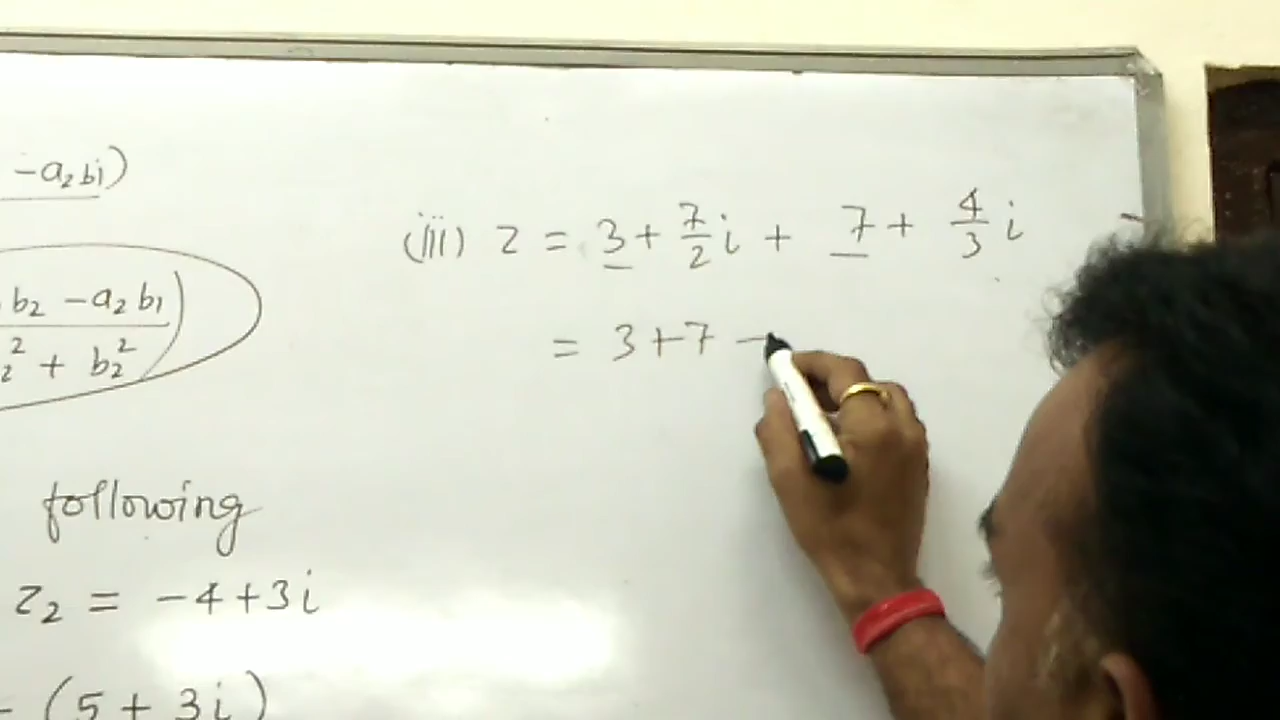 -a₂bi)
(iii) z = 3 + 7/2 i + 7 + 4/3 i
b₂ - a₂b₁
₂² + b₂²
= 3+7 -
following
z₂ = -4+3i
- (5 + 3i)